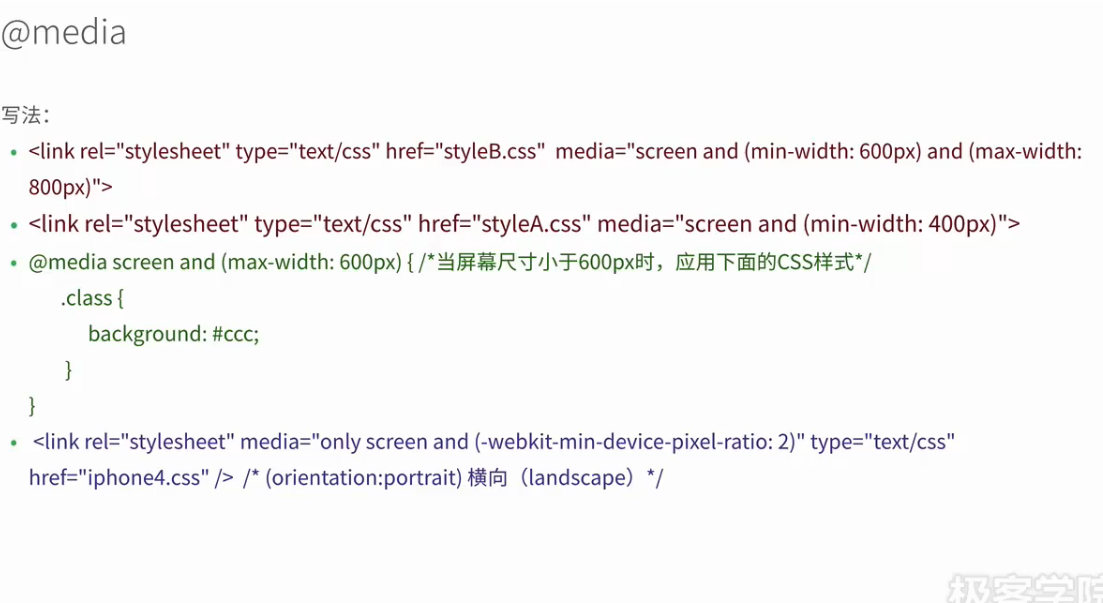 @media
写法：
<link rel="stylesheet" type="text/css" href="styleB.css"  media="screen and (min-width: 600px) and (max-width:
800px)">
<link rel="stylesheet" type="text/css" href="styleA.css" media="screen and (min-width: 400px)">
@media screen and (max-width: 600px) { /*当屏幕尺寸小于600px时，应用下面的CSS样式*/
.class {
background: #ccc;
}
}
<link rel="stylesheet" media="only screen and (-webkit-min-device-pixel-ratio: 2)" type="text/css"
href="iphone4.css" />  /* (orientation:portrait) 横向（landscape）*/
极客学院